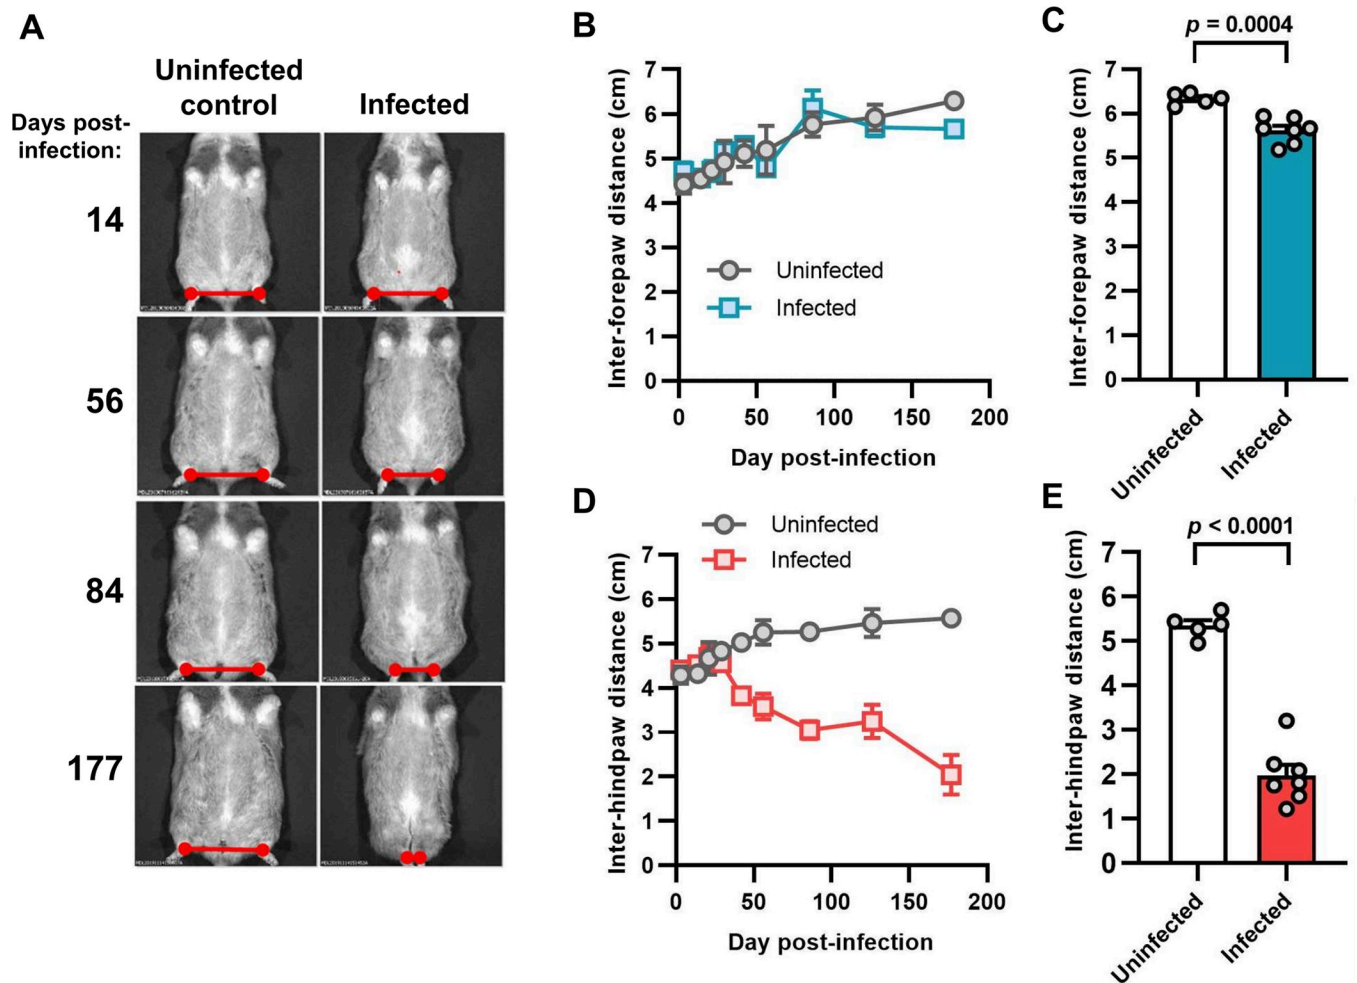 A
Uninfected
control
Infected
Days post-
infection:
14
56
84
177
B
Inter-forepaw distance (cm)
7
6
5
4
3
2
1
0
Uninfected
Infected
0
50
100
150
200
Day post-infection
C
p = 0.0004
Inter-forepaw distance (cm)
7
6
5
4
3
2
1
0
Uninfected
Infected
D
Uninfected
Infected
Inter-hindpaw distance (cm)
7
6
5
4
3
2
1
0
0
50
100
150
200
Day post-infection
E
p < 0.0001
Inter-hindpaw distance (cm)
7
6
5
4
3
2
1
0
Uninfected
Infected